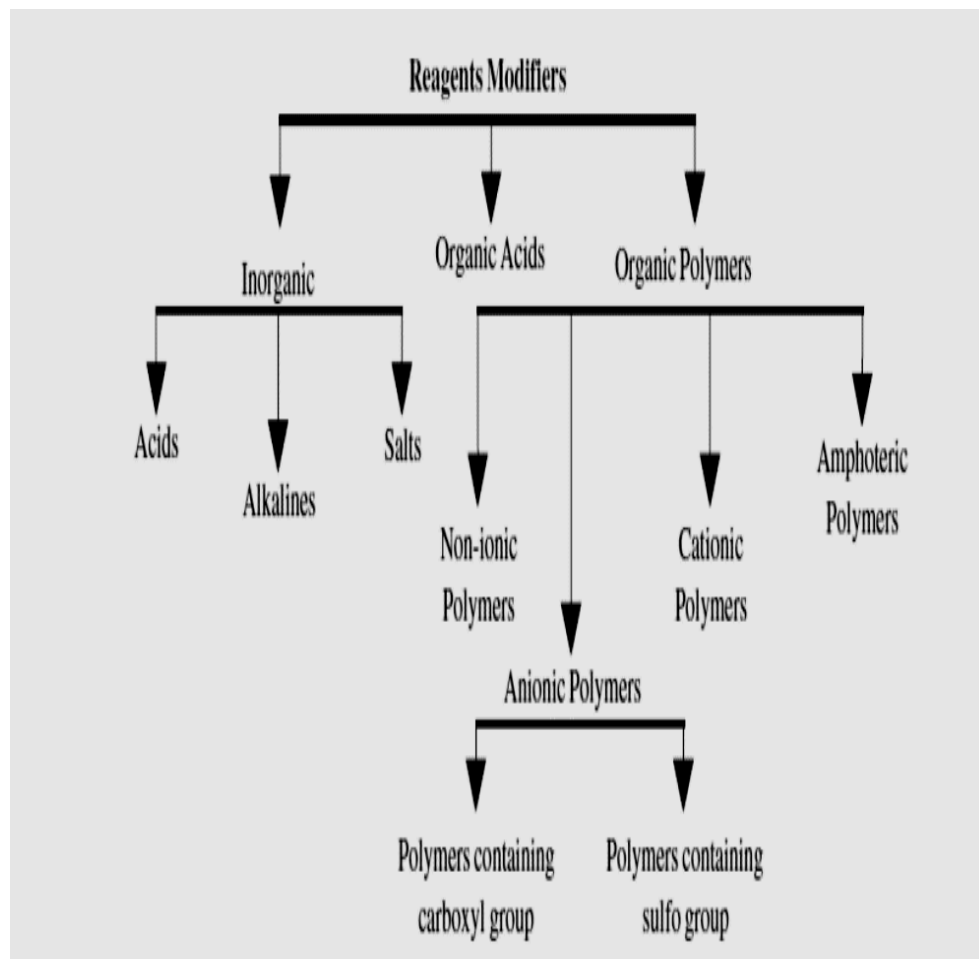 Reagents Modifiers
Inorganic
Organic Acids
Organic Polymers
Acids
Alkalines
Salts
Non-ionic
Polymers
Anionic Polymers
Cationic
Polymers
Amphoteric
Polymers
Polymers containing
carboxyl group
Polymers containing
sulfo group